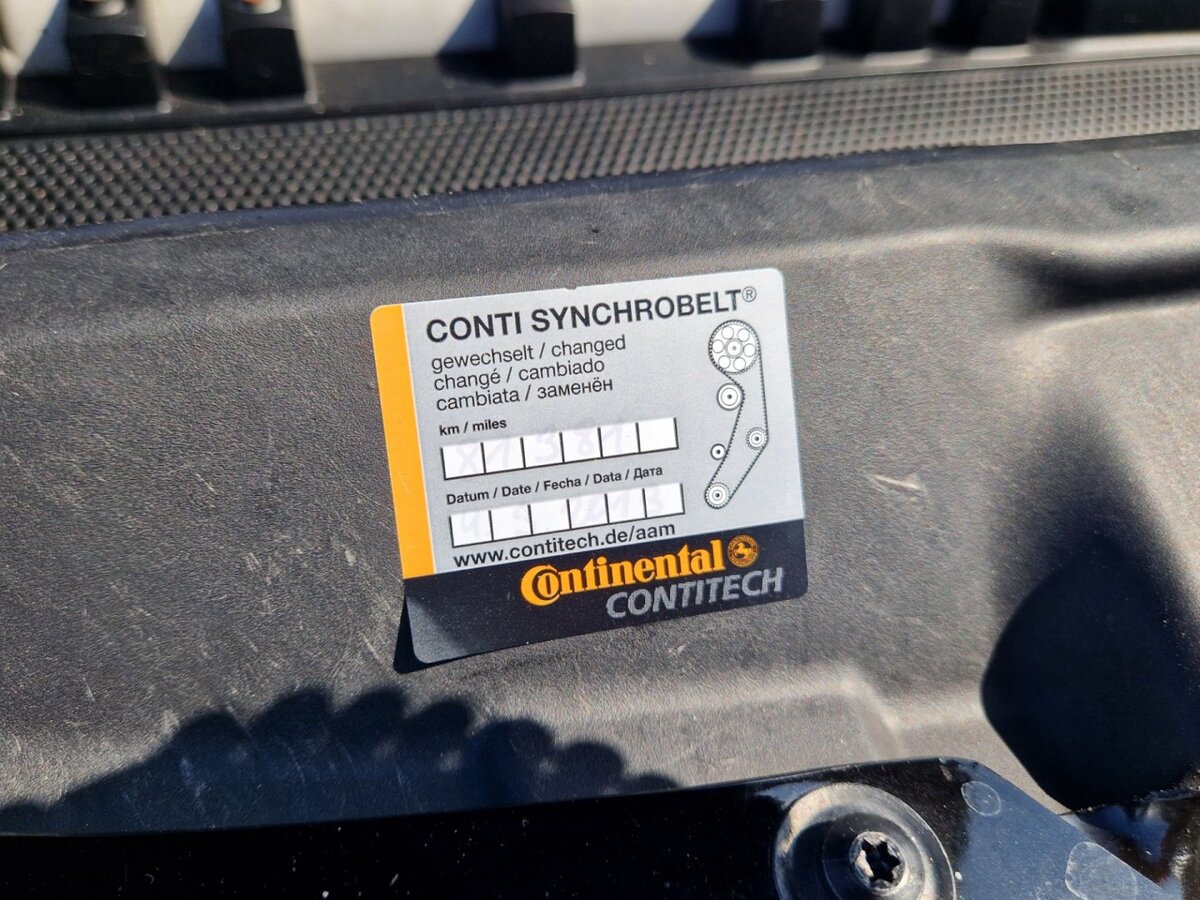 CONTI SYNCHROBELT®
gewechselt / changed
changé / cambiado
cambiata / заменён
km / miles
Datum / Date / Fecha / Data / Дата
www.contitech.de/aam
Continental
CONTITECH